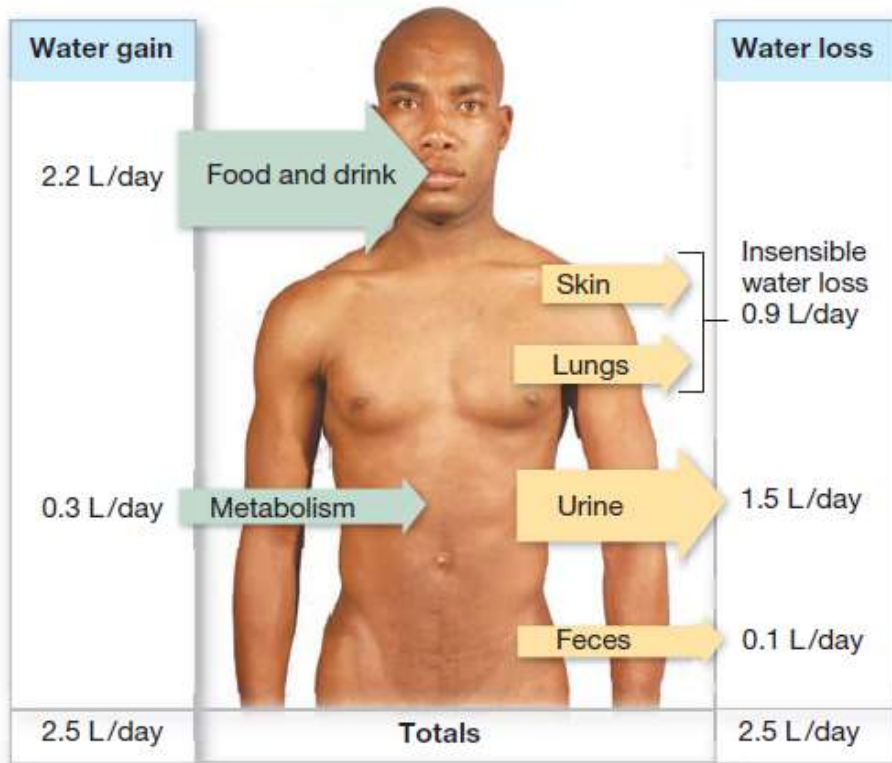 Water gain
Water loss
2.2 L/day
Food and drink
Skin
Insensible
water loss
0.9 L/day
Lungs
0.3 L/day
Metabolism
Urine
1.5 L/day
Feces
0.1 L/day
2.5 L/day
Totals
2.5 L/day